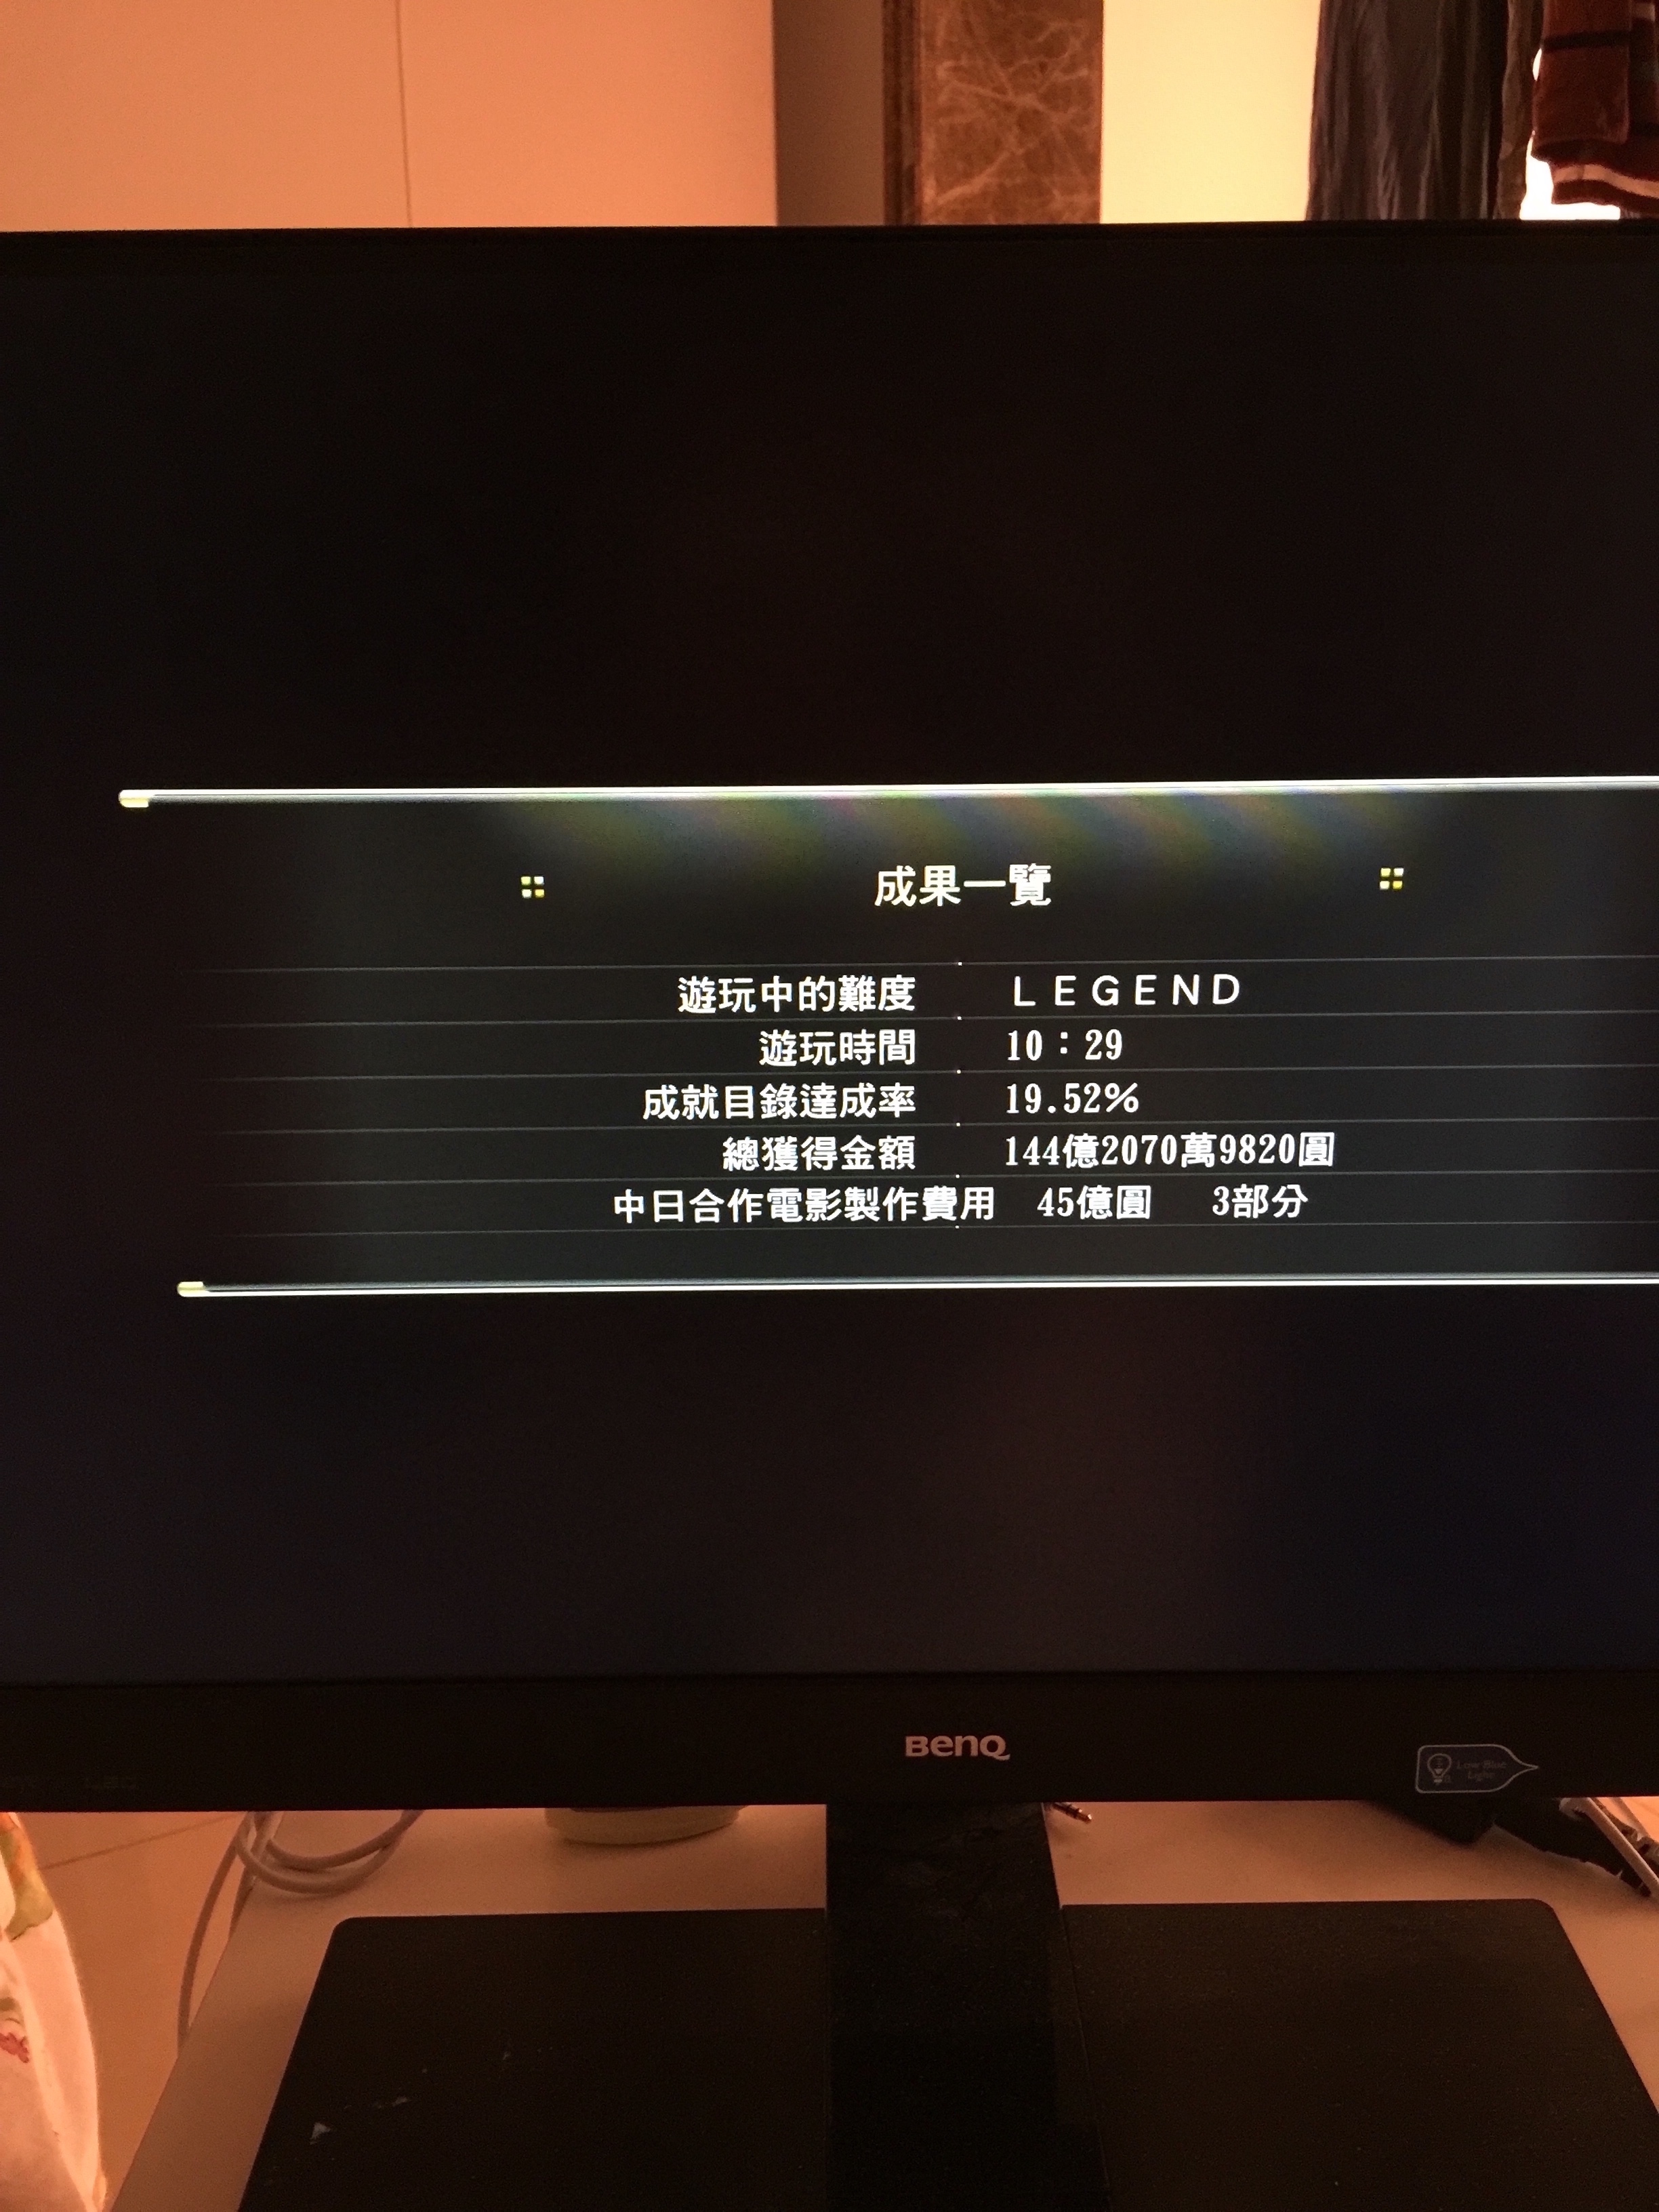 成果一覽
遊玩中的難度 LEGEND
遊玩時間 10：29
成就目錄達成率 19.52%
總獲得金額 144億2070萬9820圓
中日合作電影製作費用 45億圓 3部分
BenQ
Low Blue
Light